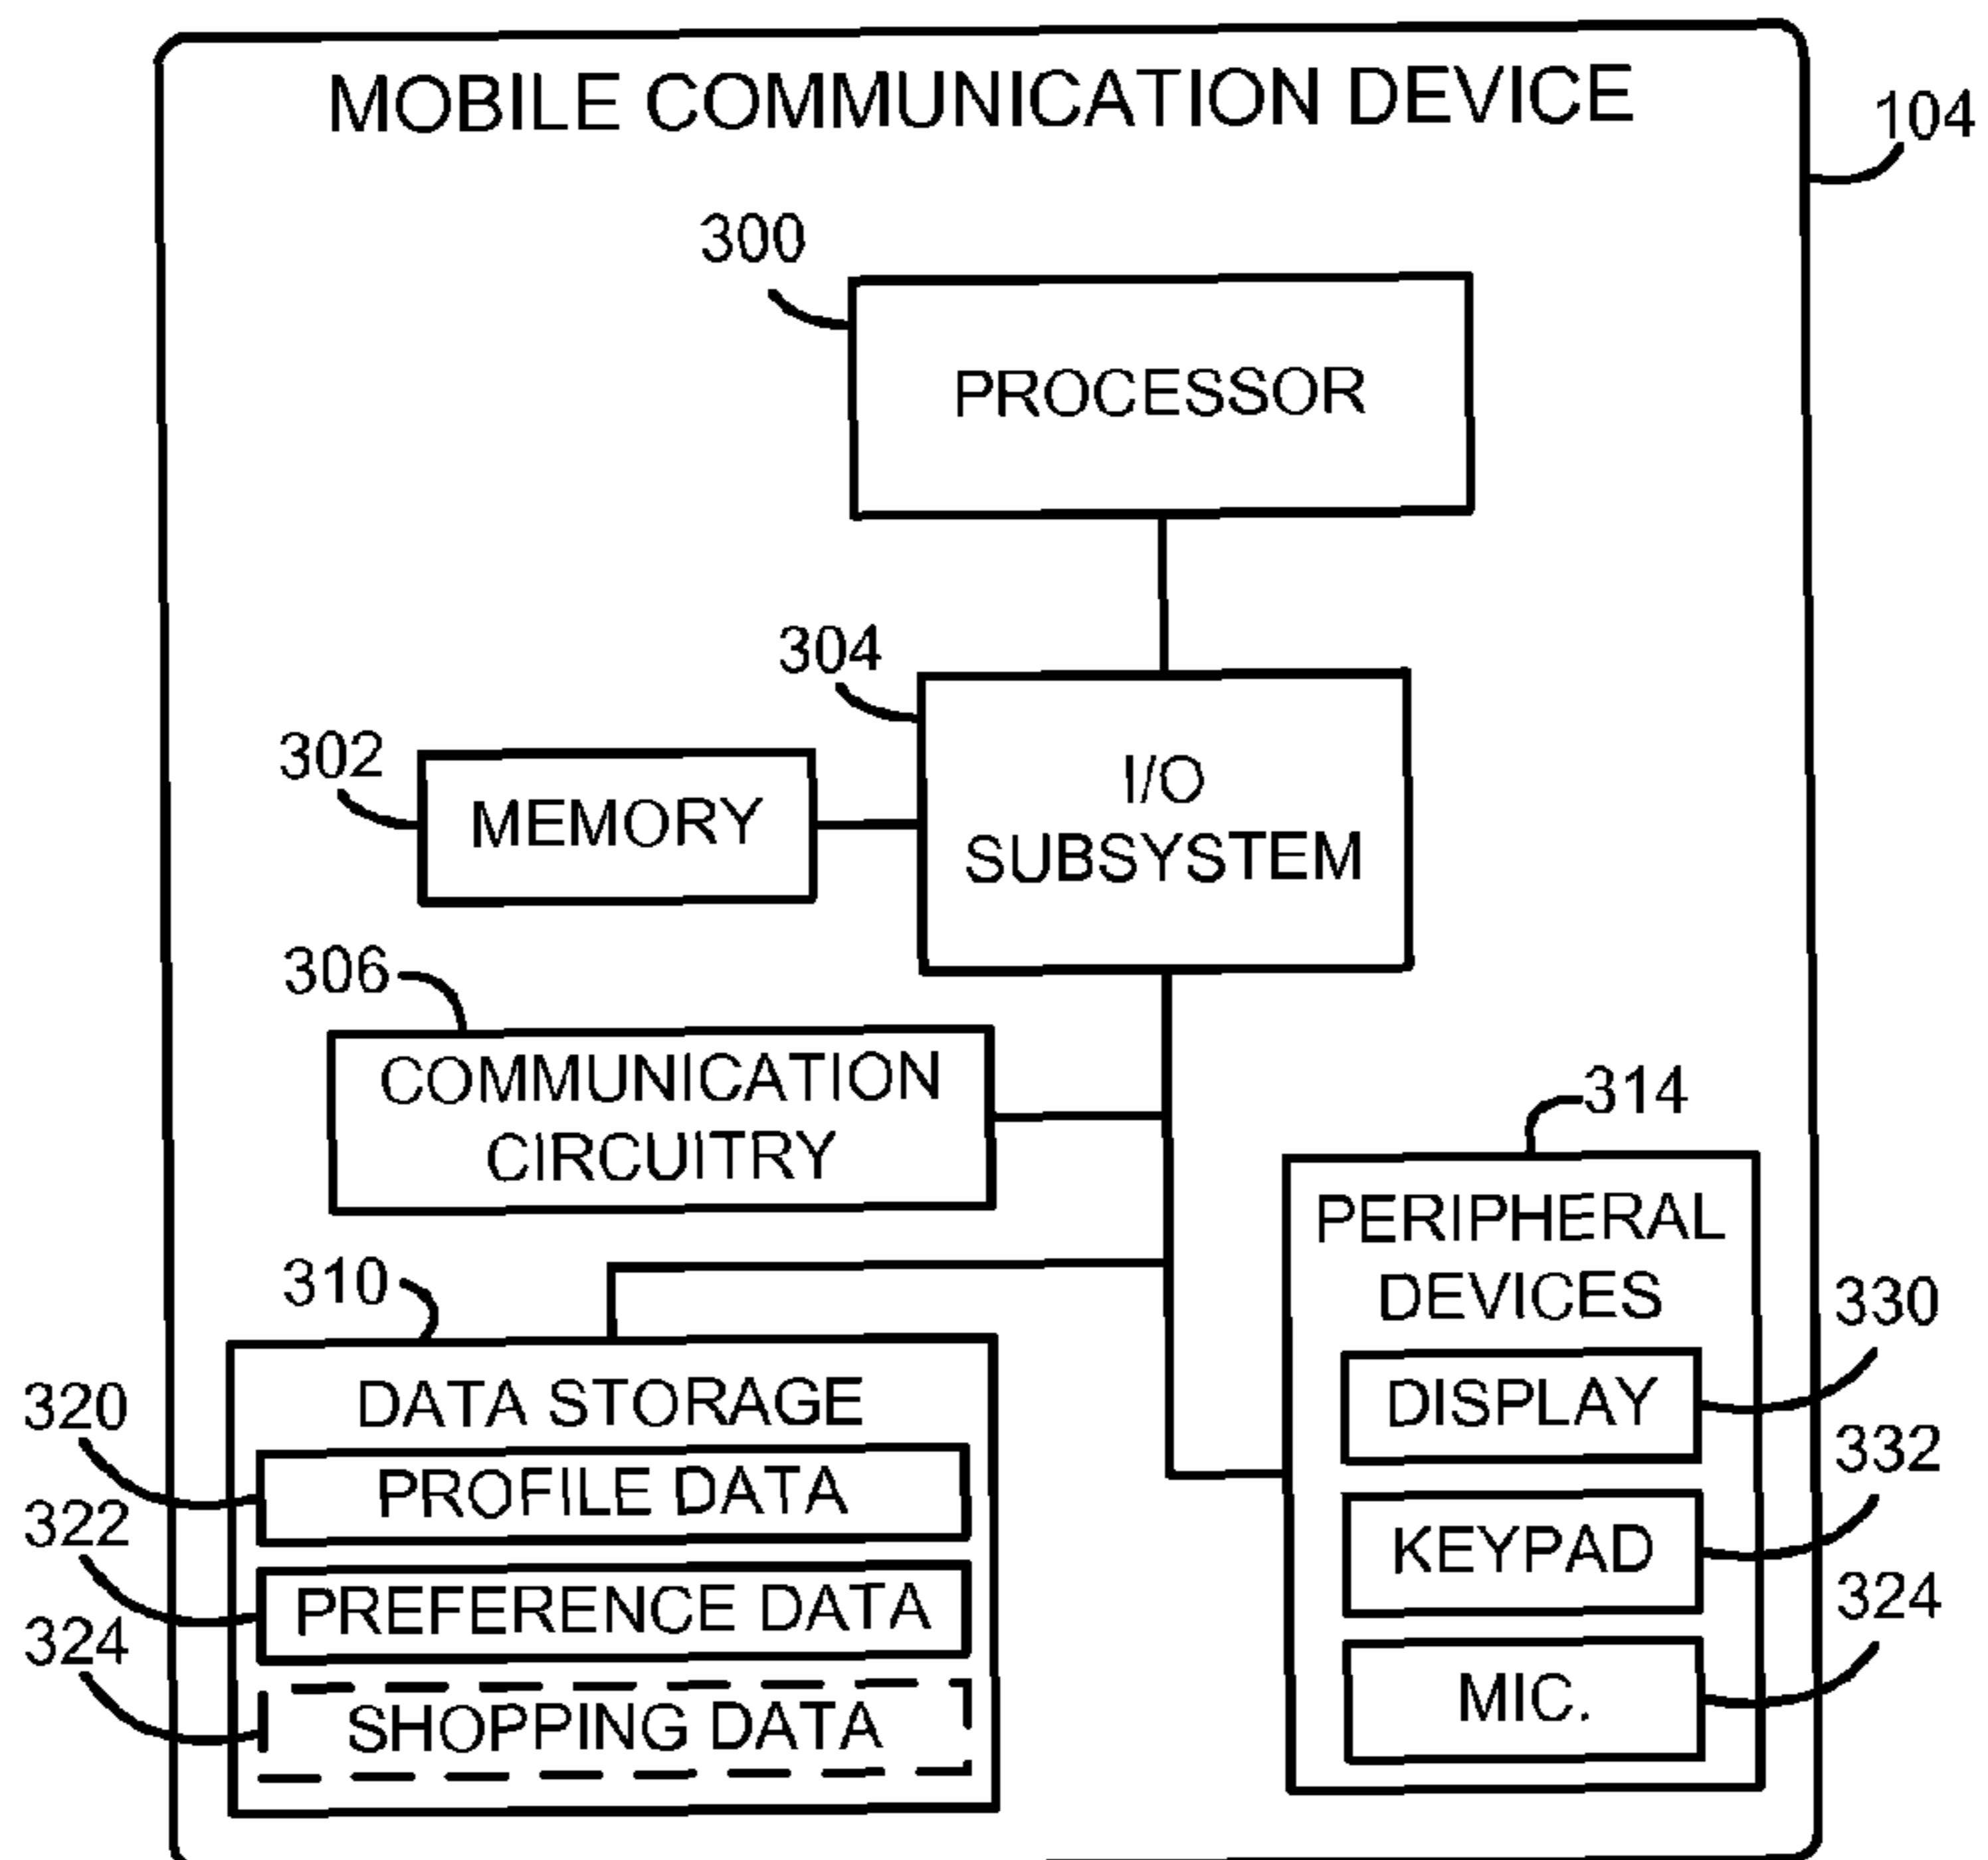 MOBILE COMMUNICATION DEVICE
104
300
PROCESSOR
304
I/O
SUBSYSTEM
302
MEMORY
306
COMMUNICATION
CIRCUITRY
314
PERIPHERAL
DEVICES
330
DISPLAY
332
KEYPAD
324
MIC.
310
DATA STORAGE
320
PROFILE DATA
322
PREFERENCE DATA
324
SHOPPING DATA